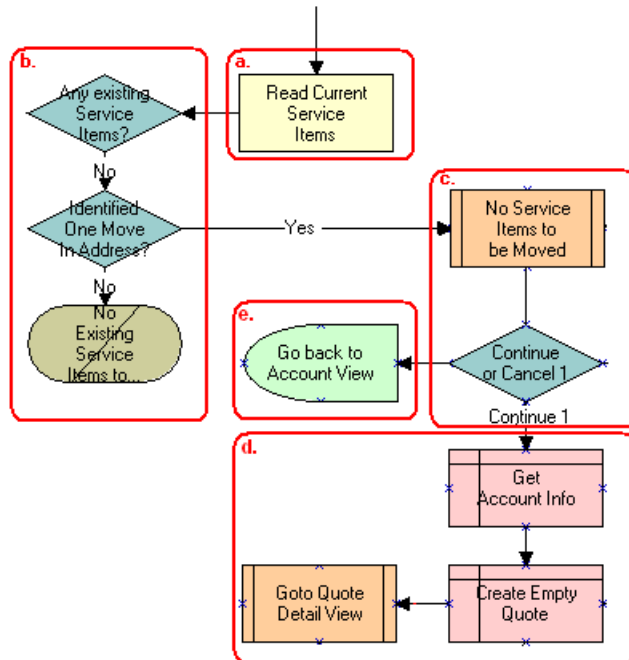 b.
a.
Any existing
Service
Items?
Read Current
Service
Items
No
Identified
One Move
In Address?
Yes
c.
No Service
Items to
be Moved
No
No
Existing
Service
Items to...
e.
Go back to
Account View
Continue
or Cancel 1
Continue 1
d.
Get
Account Info
Goto Quote
Detail View
Create Empty
Quote